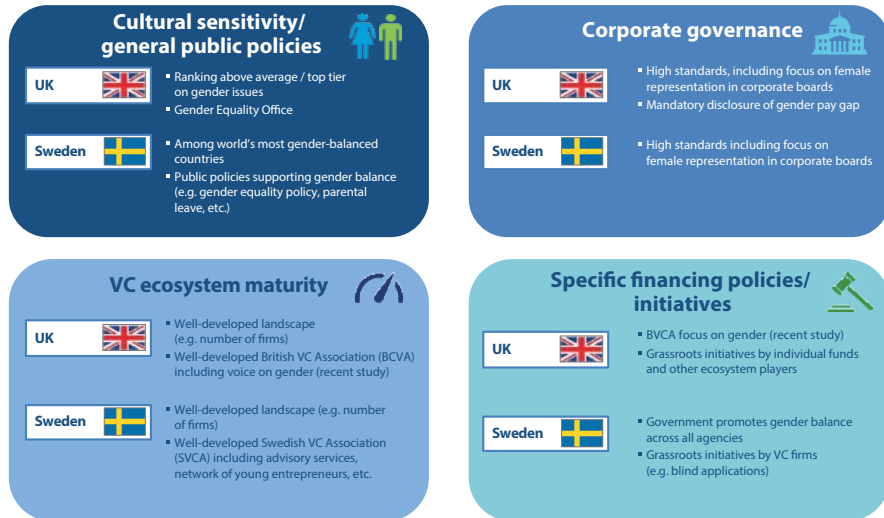 Cultural sensitivity/
general public policies
UK
▪ Ranking above average / top tier
on gender issues
▪ Gender Equality Office
Sweden
▪ Among world's most gender-balanced
countries
▪ Public policies supporting gender balance
(e.g. gender equality policy, parental
leave, etc.)
Corporate governance
UK
▪ High standards, including focus on female
representation in corporate boards
▪ Mandatory disclosure of gender pay gap
Sweden
▪ High standards including focus on
female representation in corporate boards
VC ecosystem maturity
UK
▪ Well-developed landscape
(e.g. number of firms)
▪ Well-developed British VC Association (BCVA)
including voice on gender (recent study)
Sweden
▪ Well-developed landscape (e.g. number
of firms)
▪ Well-developed Swedish VC Association
(SVCA) including advisory services,
network of young entrepreneurs, etc.
Specific financing policies/
initiatives
UK
▪ BVCA focus on gender (recent study)
▪ Grassroots initiatives by individual funds
and other ecosystem players
Sweden
▪ Government promotes gender balance
across all agencies
▪ Grassroots initiatives by VC firms
(e.g. blind applications)